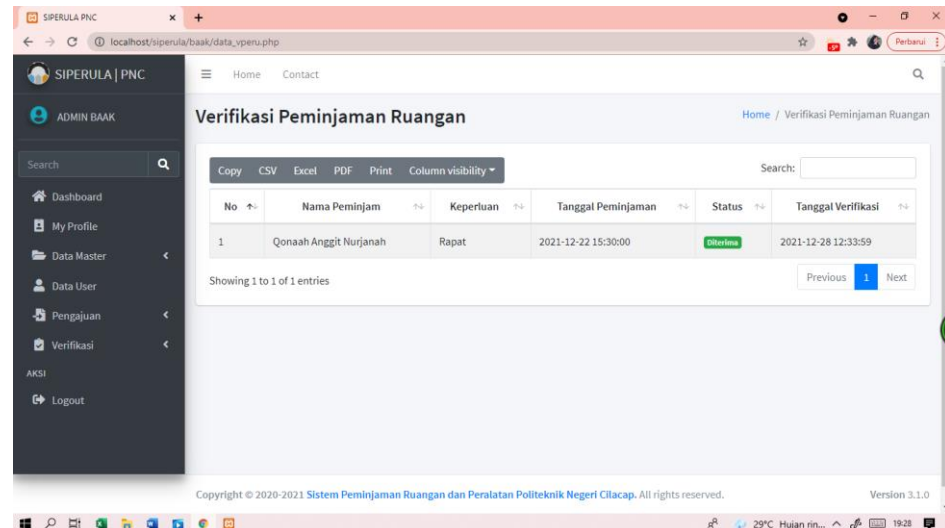 SIPERULA PNC
localhost/siperula/baak/data_vperu.php
Perbarui
SIPERULA | PNC
Home Contact
ADMIN BAAK
Verifikasi Peminjaman Ruangan
Home / Verifikasi Peminjaman Ruangan
Search
Dashboard
My Profile
Data Master
Data User
Pengajuan
Verifikasi
AKSI
Logout
Copy CSV Excel PDF Print Column visibility
Search:
No Nama Peminjam Keperluan Tanggal Peminjaman Status Tanggal Verifikasi
1 Qonaah Anggit Nurjanah Rapat 2021-12-22 15:30:00 Diterima 2021-12-28 12:33:59
Showing 1 to 1 of 1 entries
Previous 1 Next
Copyright © 2020-2021 Sistem Peminjaman Ruangan dan Peralatan Politeknik Negeri Cilacap. All rights reserved.
Version 3.1.0
29°C Hujan rin... 19:28